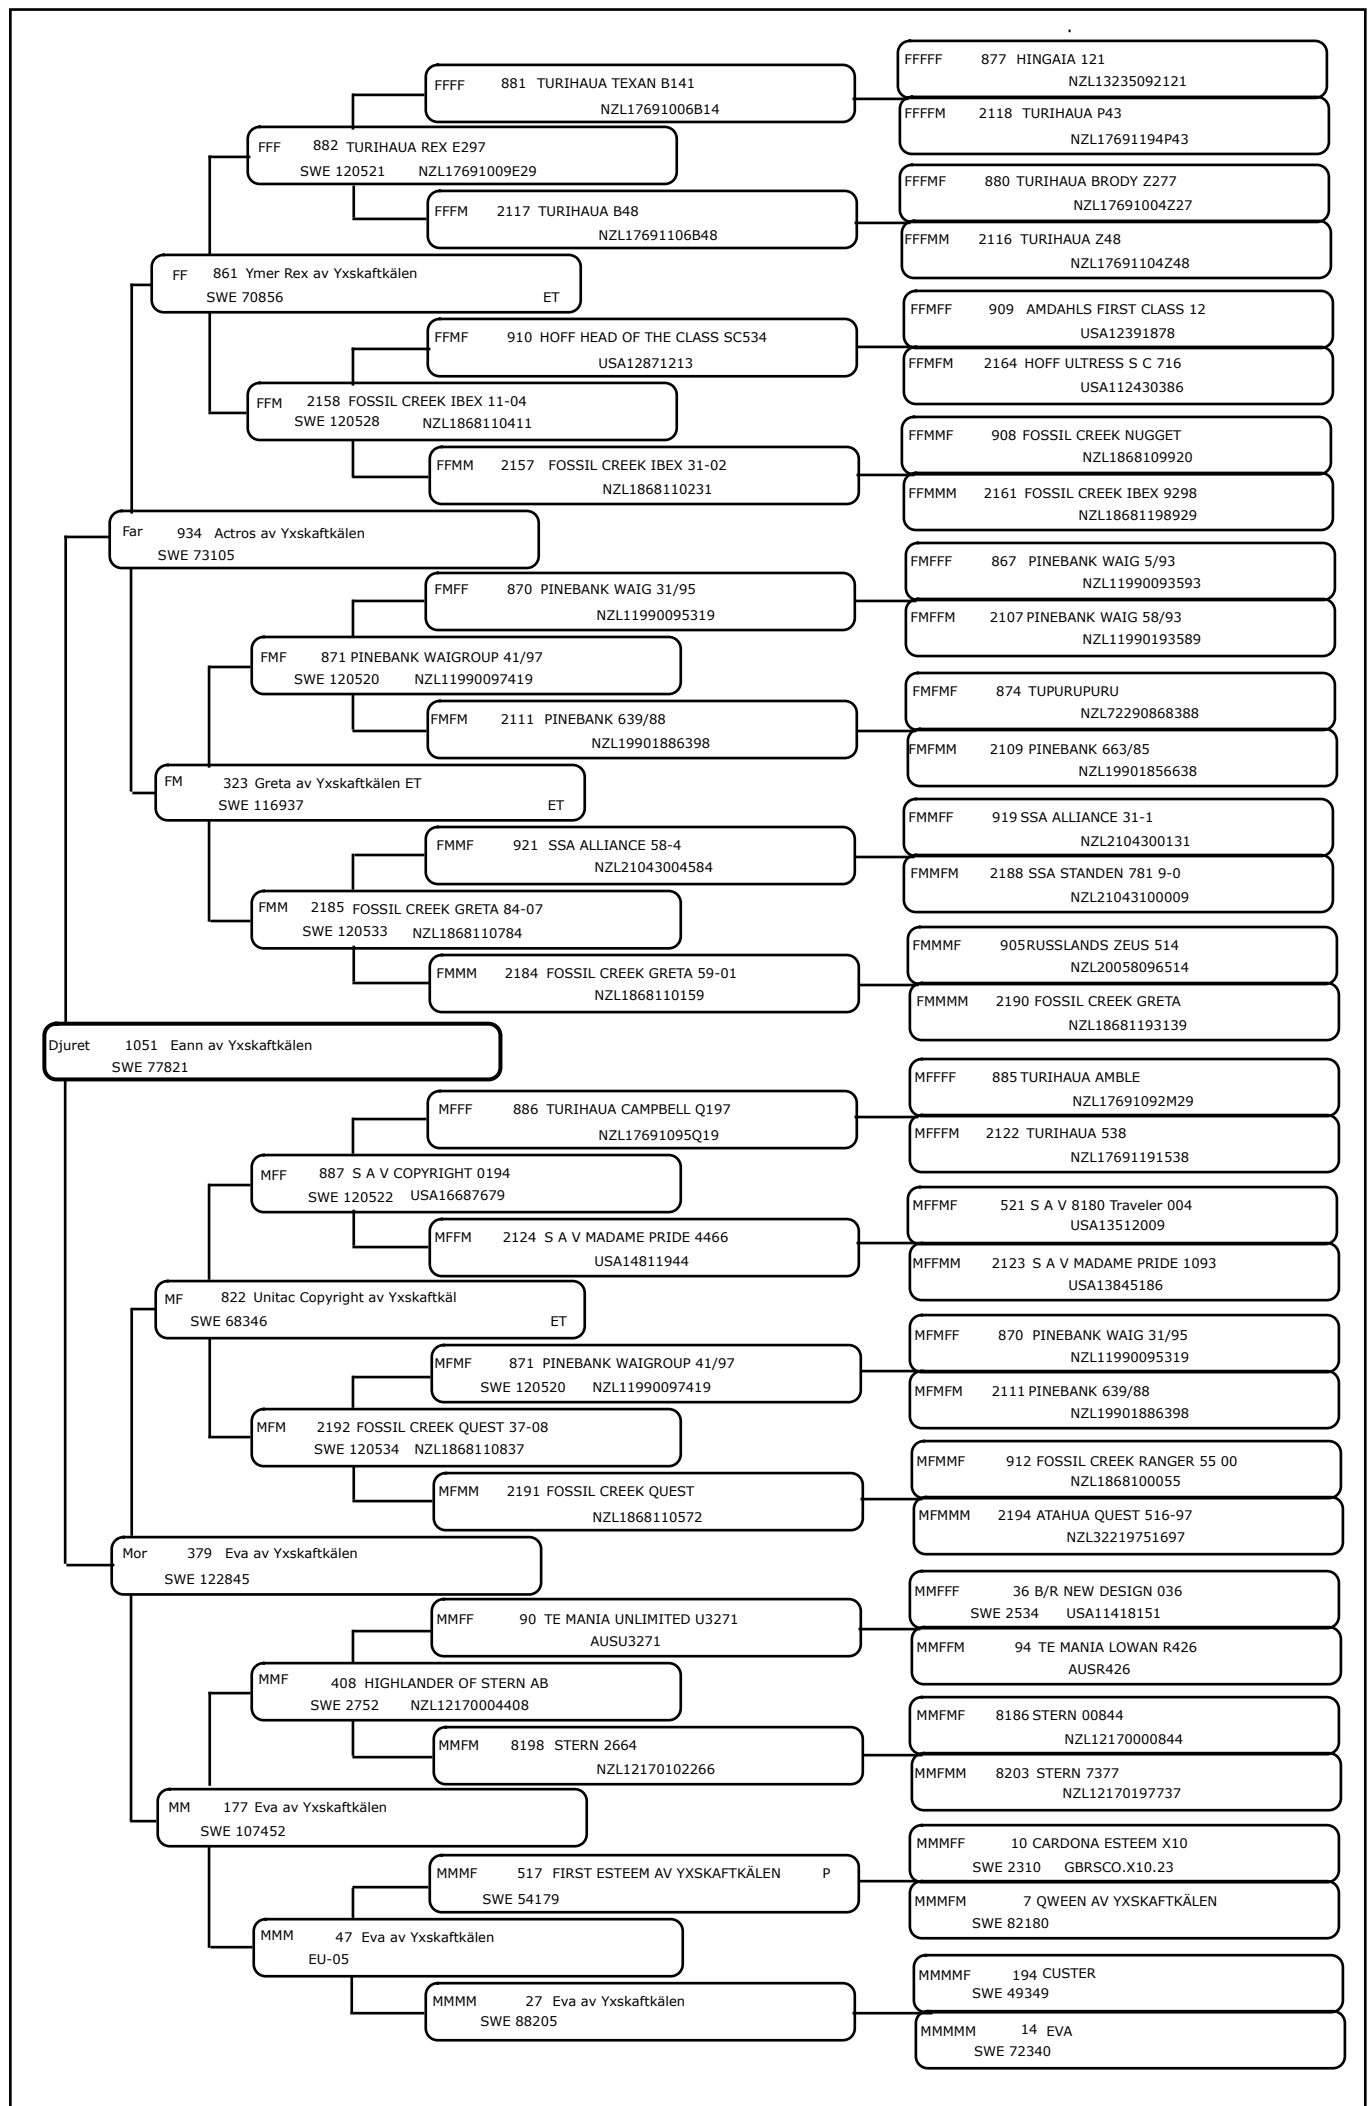 FFFFF 877 HINGAIA 121
NZL13235092121
FFFF 881 TURIHAUA TEXAN B141
NZL17691006B14
FFFFM 2118 TURIHAUA P43
NZL17691194P43
FFF 882 TURIHAUA REX E297
SWE 120521 NZL17691009E29
FFFMF 880 TURIHAUA BRODY Z277
NZL17691004Z27
FFFM 2117 TURIHAUA B48
NZL17691106B48
FFFMM 2116 TURIHAUA Z48
NZL17691104Z48
FF 861 Ymer Rex av Yxskaftkälen
SWE 70856 ET
FFMFF 909 AMDAHLS FIRST CLASS 12
USA12391878
FFMF 910 HOFF HEAD OF THE CLASS SC534
USA12871213
FFMFM 2164 HOFF ULTRESS S C 716
USA112430386
FFM 2158 FOSSIL CREEK IBEX 11-04
SWE 120528 NZL1868110411
FFMMF 908 FOSSIL CREEK NUGGET
NZL1868109920
FFMM 2157 FOSSIL CREEK IBEX 31-02
NZL1868110231
FFMMM 2161 FOSSIL CREEK IBEX 9298
NZL18681198929
Far 934 Actros av Yxskaftkälen
SWE 73105
FMFFF 867 PINEBANK WAIG 5/93
NZL11990093593
FMFF 870 PINEBANK WAIG 31/95
NZL11990095319
FMFFM 2107 PINEBANK WAIG 58/93
NZL11990193589
FMF 871 PINEBANK WAIGROUP 41/97
SWE 120520 NZL11990097419
FMFMF 874 TUPURUPURU
NZL72290868388
FMFM 2111 PINEBANK 639/88
NZL19901886398
FMFMM 2109 PINEBANK 663/85
NZL19901856638
FM 323 Greta av Yxskaftkälen ET
SWE 116937 ET
FMMFF 919 SSA ALLIANCE 31-1
NZL2104300131
FMMF 921 SSA ALLIANCE 58-4
NZL21043004584
FMMFM 2188 SSA STANDEN 781 9-0
NZL21043100009
FMM 2185 FOSSIL CREEK GRETA 84-07
SWE 120533 NZL1868110784
FMMMF 905 RUSSLANDS ZEUS 514
NZL20058096514
FMMM 2184 FOSSIL CREEK GRETA 59-01
NZL1868110159
FMMMM 2190 FOSSIL CREEK GRETA
NZL18681193139
Djuret 1051 Eann av Yxskaftkälen
SWE 77821
MFFFF 885 TURIHAUA AMBLE
NZL17691092M29
MFFF 886 TURIHAUA CAMPBELL Q197
NZL17691095Q19
MFFFM 2122 TURIHAUA 538
NZL17691191538
MFF 887 S A V COPYRIGHT 0194
SWE 120522 USA16687679
MFFMF 521 S A V 8180 Traveler 004
USA13512009
MFFM 2124 S A V MADAME PRIDE 4466
USA14811944
MFFMM 2123 S A V MADAME PRIDE 1093
USA13845186
MF 822 Unitac Copyright av Yxskaftkäl
SWE 68346 ET
MFMFF 870 PINEBANK WAIG 31/95
NZL11990095319
MFMF 871 PINEBANK WAIGROUP 41/97
SWE 120520 NZL11990097419
MFMFM 2111 PINEBANK 639/88
NZL19901886398
MFM 2192 FOSSIL CREEK QUEST 37-08
SWE 120534 NZL1868110837
MFMMF 912 FOSSIL CREEK RANGER 55 00
NZL1868100055
MFMM 2191 FOSSIL CREEK QUEST
NZL1868110572
MFMMM 2194 ATAHUA QUEST 516-97
NZL32219751697
Mor 379 Eva av Yxskaftkälen
SWE 122845
MMFFF 36 B/R NEW DESIGN 036
SWE 2534 USA11418151
MMFF 90 TE MANIA UNLIMITED U3271
AUSU3271
MMFFM 94 TE MANIA LOWAN R426
AUSR426
MMF 408 HIGHLANDER OF STERN AB
SWE 2752 NZL12170004408
MMFMF 8186 STERN 00844
NZL12170000844
MMFM 8198 STERN 2664
NZL12170102266
MMFMM 8203 STERN 7377
NZL12170197737
MM 177 Eva av Yxskaftkälen
SWE 107452
MMMFF 10 CARDONA ESTEEM X10
SWE 2310 GBRSCO.X10.23
MMMF 517 FIRST ESTEEM AV YXSKAFTKÄLEN P
SWE 54179
MMMFM 7 QWEEN AV YXSKAFTKÄLEN
SWE 82180
MMM 47 Eva av Yxskaftkälen
EU-05
MMMMF 194 CUSTER
SWE 49349
MMMM 27 Eva av Yxskaftkälen
SWE 88205
MMMMM 14 EVA
SWE 72340